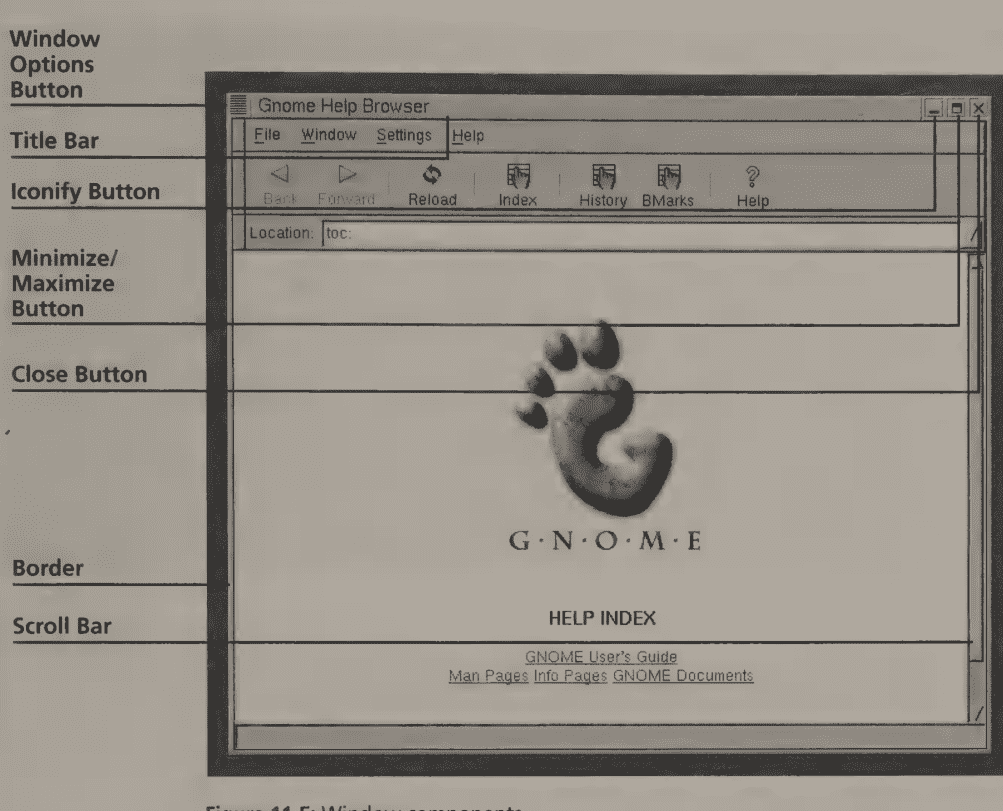 Window
Options
Button
Title Bar
Iconify Button
Minimize/
Maximize
Button
Close Button
Border
Scroll Bar
Gnome Help Browser
File Window Settings Help
Back Forward Reload Index History BMarks Help
Location: toc:
G·N·O·M·E
HELP INDEX
GNOME User's Guide
Man Pages Info Pages GNOME Documents
Figure 11.5: Window components